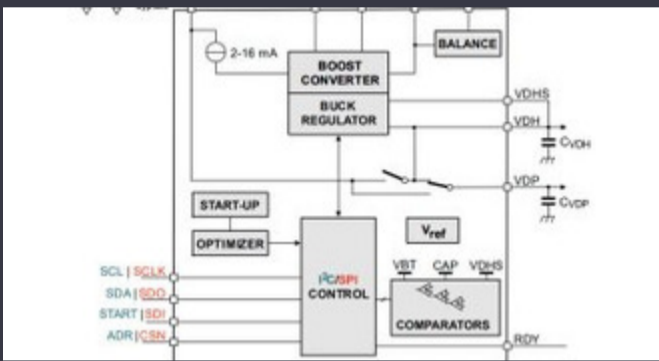 2-16 mA
BALANCE
BOOST
CONVERTER
BUCK
REGULATOR
VDHS
VDH
CVDH
VDP
CVDP
START-UP
OPTIMIZER
Vref
VBT CAP VDHS
I²C/SPI
CONTROL
COMPARATORS
SCL | SCLK
SDA | SDO
START | SDI
ADR | CSN
RDY